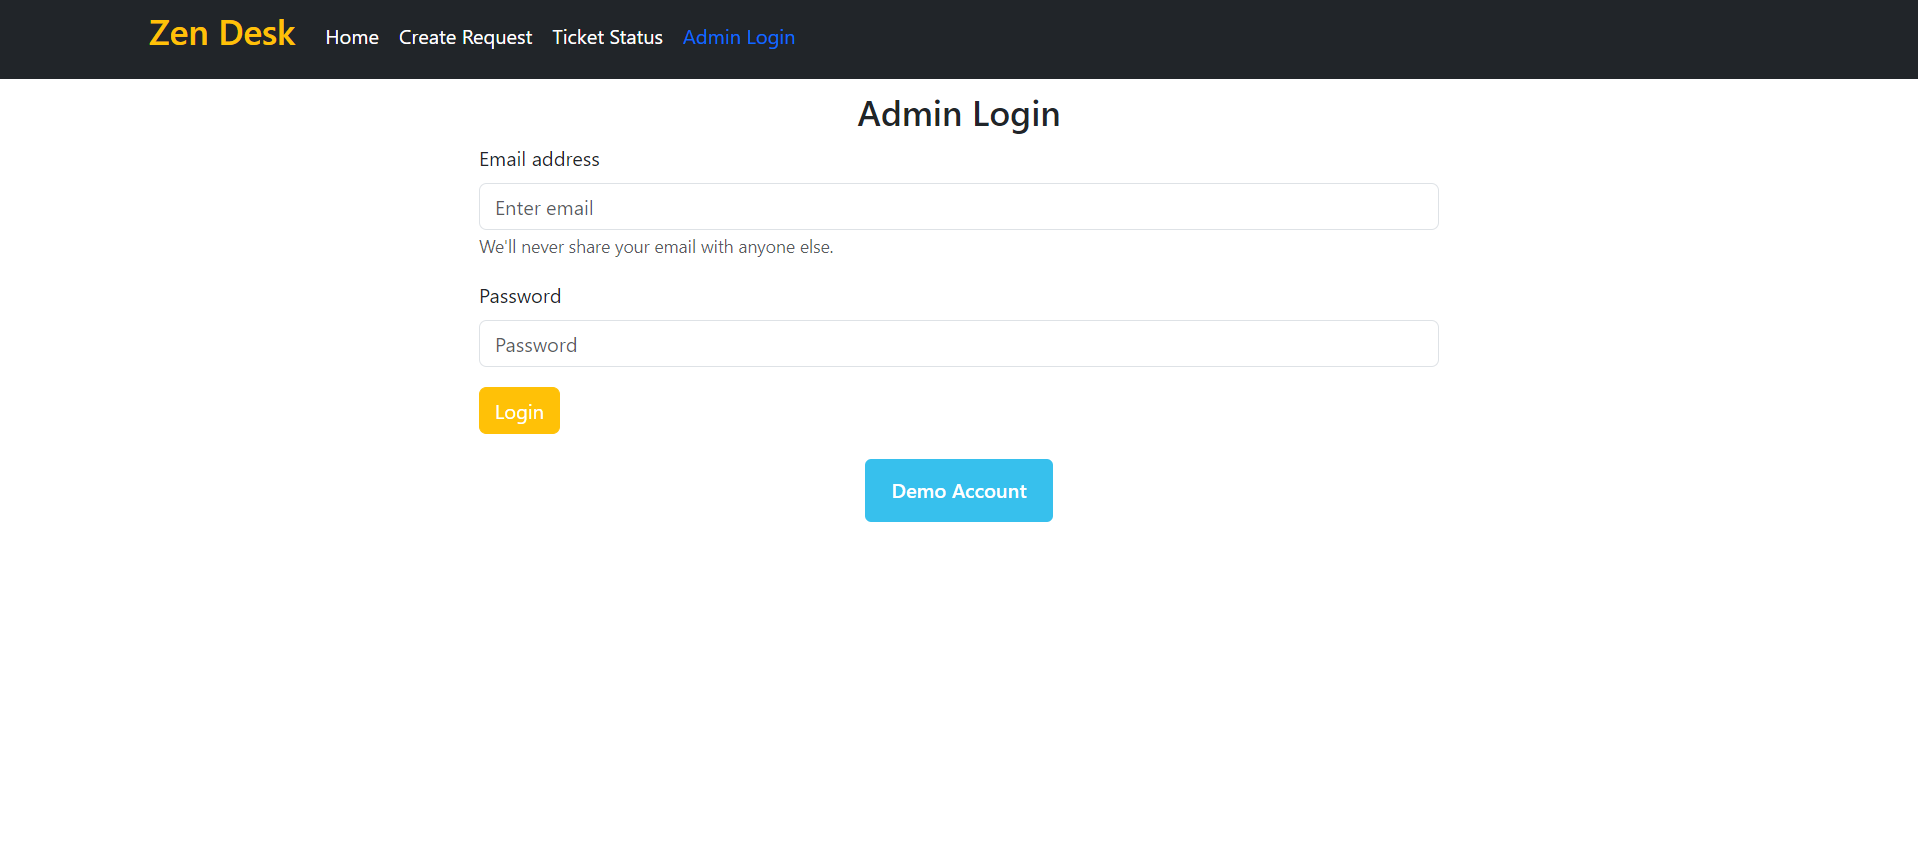 Zen Desk Home Create Request Ticket Status Admin Login
Admin Login
Email address
Enter email
We'll never share your email with anyone else.
Password
Password
Login
Demo Account